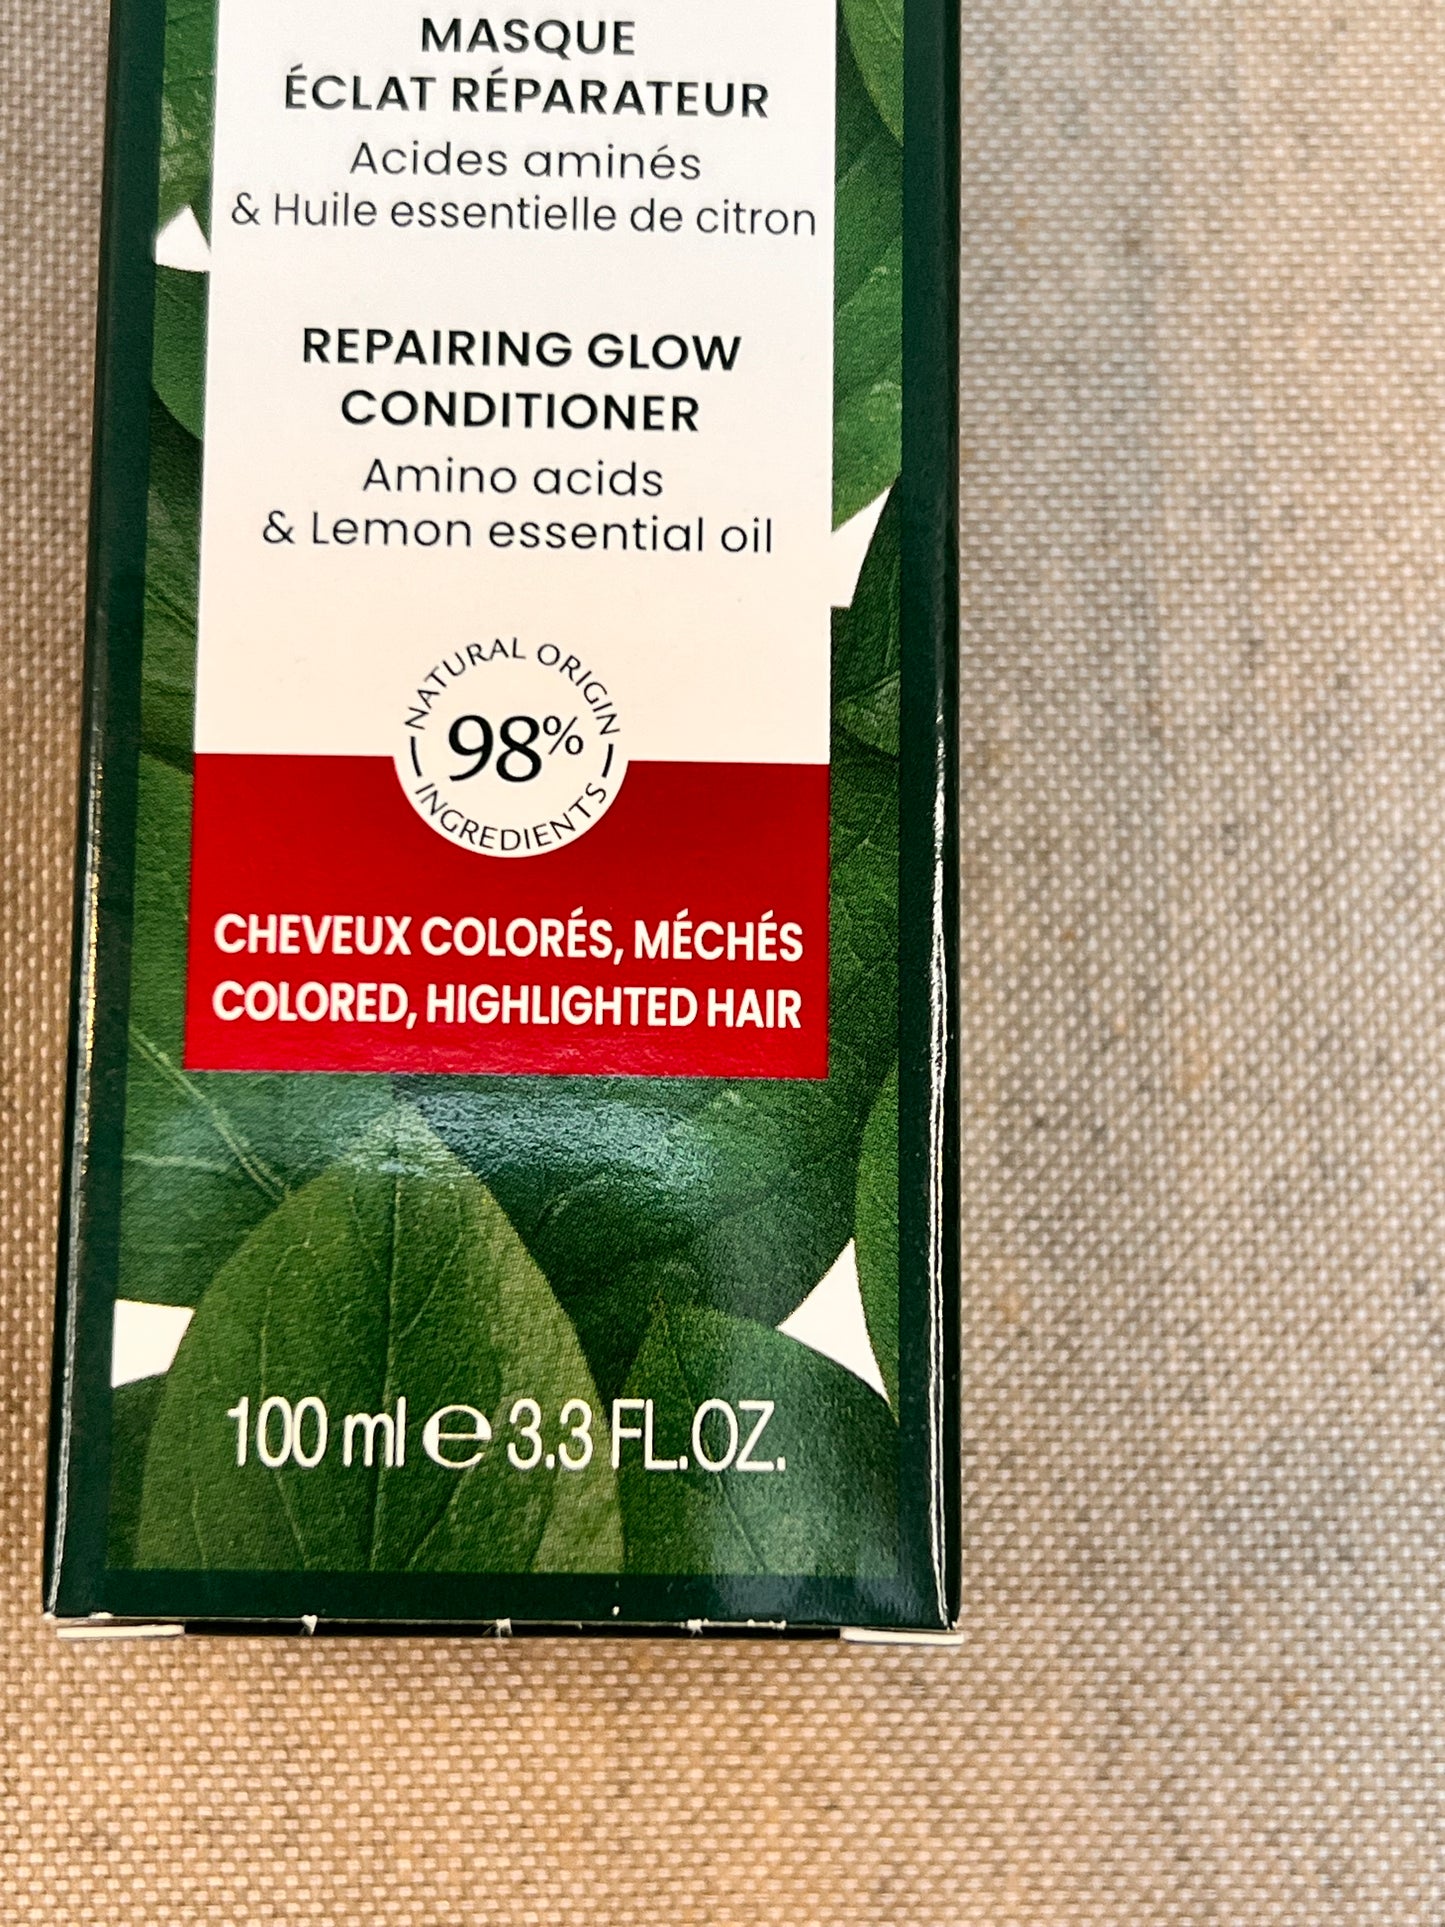 MASQUE
ÉCLAT RÉPARATEUR
Acides aminés
& Huile essentielle de citron
REPAIRING GLOW
CONDITIONER
Amino acids
& Lemon essential oil
NATURAL ORIGIN
98%
INGREDIENTS
CHEVEUX COLORÉS, MÉCHÉS
COLORED, HIGHLIGHTED HAIR
100 ml ℮ 3.3 FL.OZ.